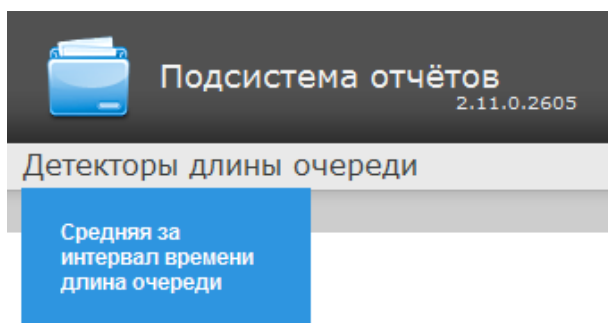 Подсистема отчётов
2.11.0.2605
Детекторы длины очереди
Средняя за
интервал времени
длина очереди